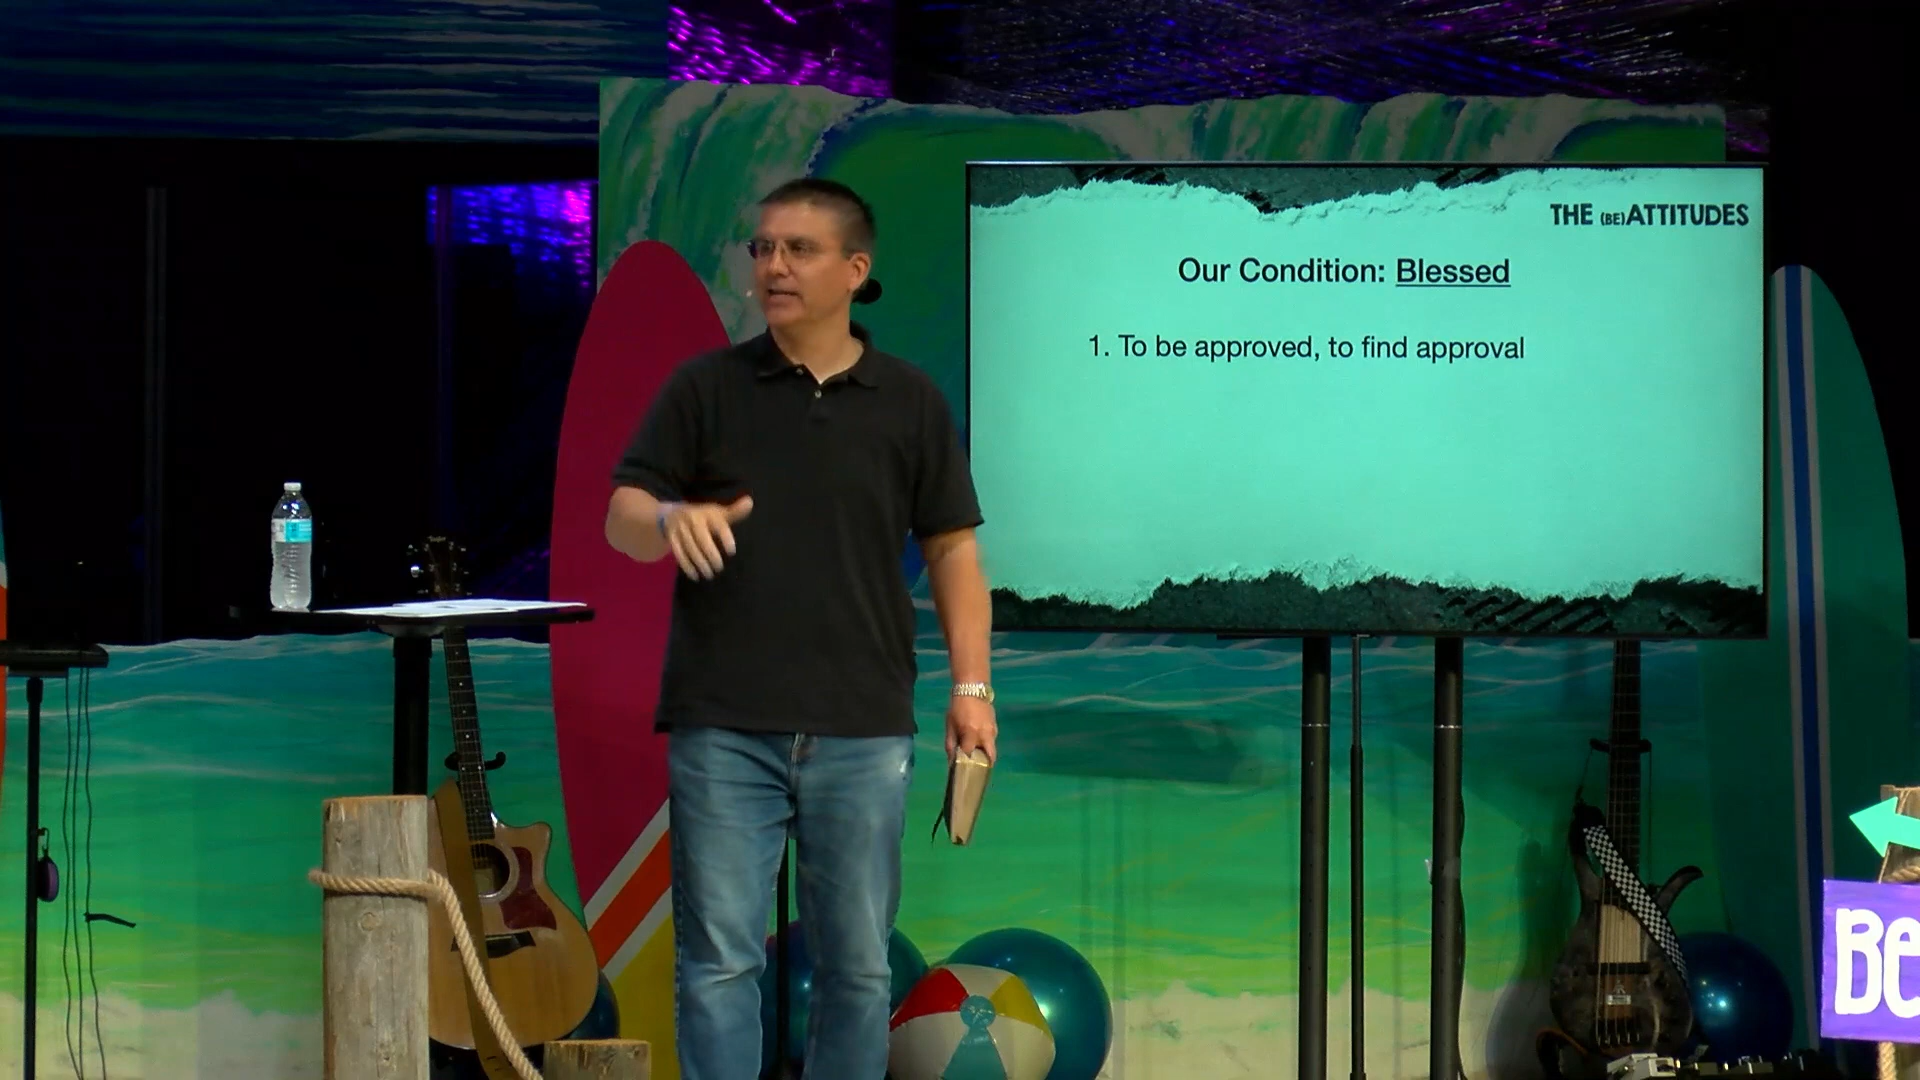 THE (BE)ATTITUDES
Our Condition: Blessed
1. To be approved, to find approval
Be